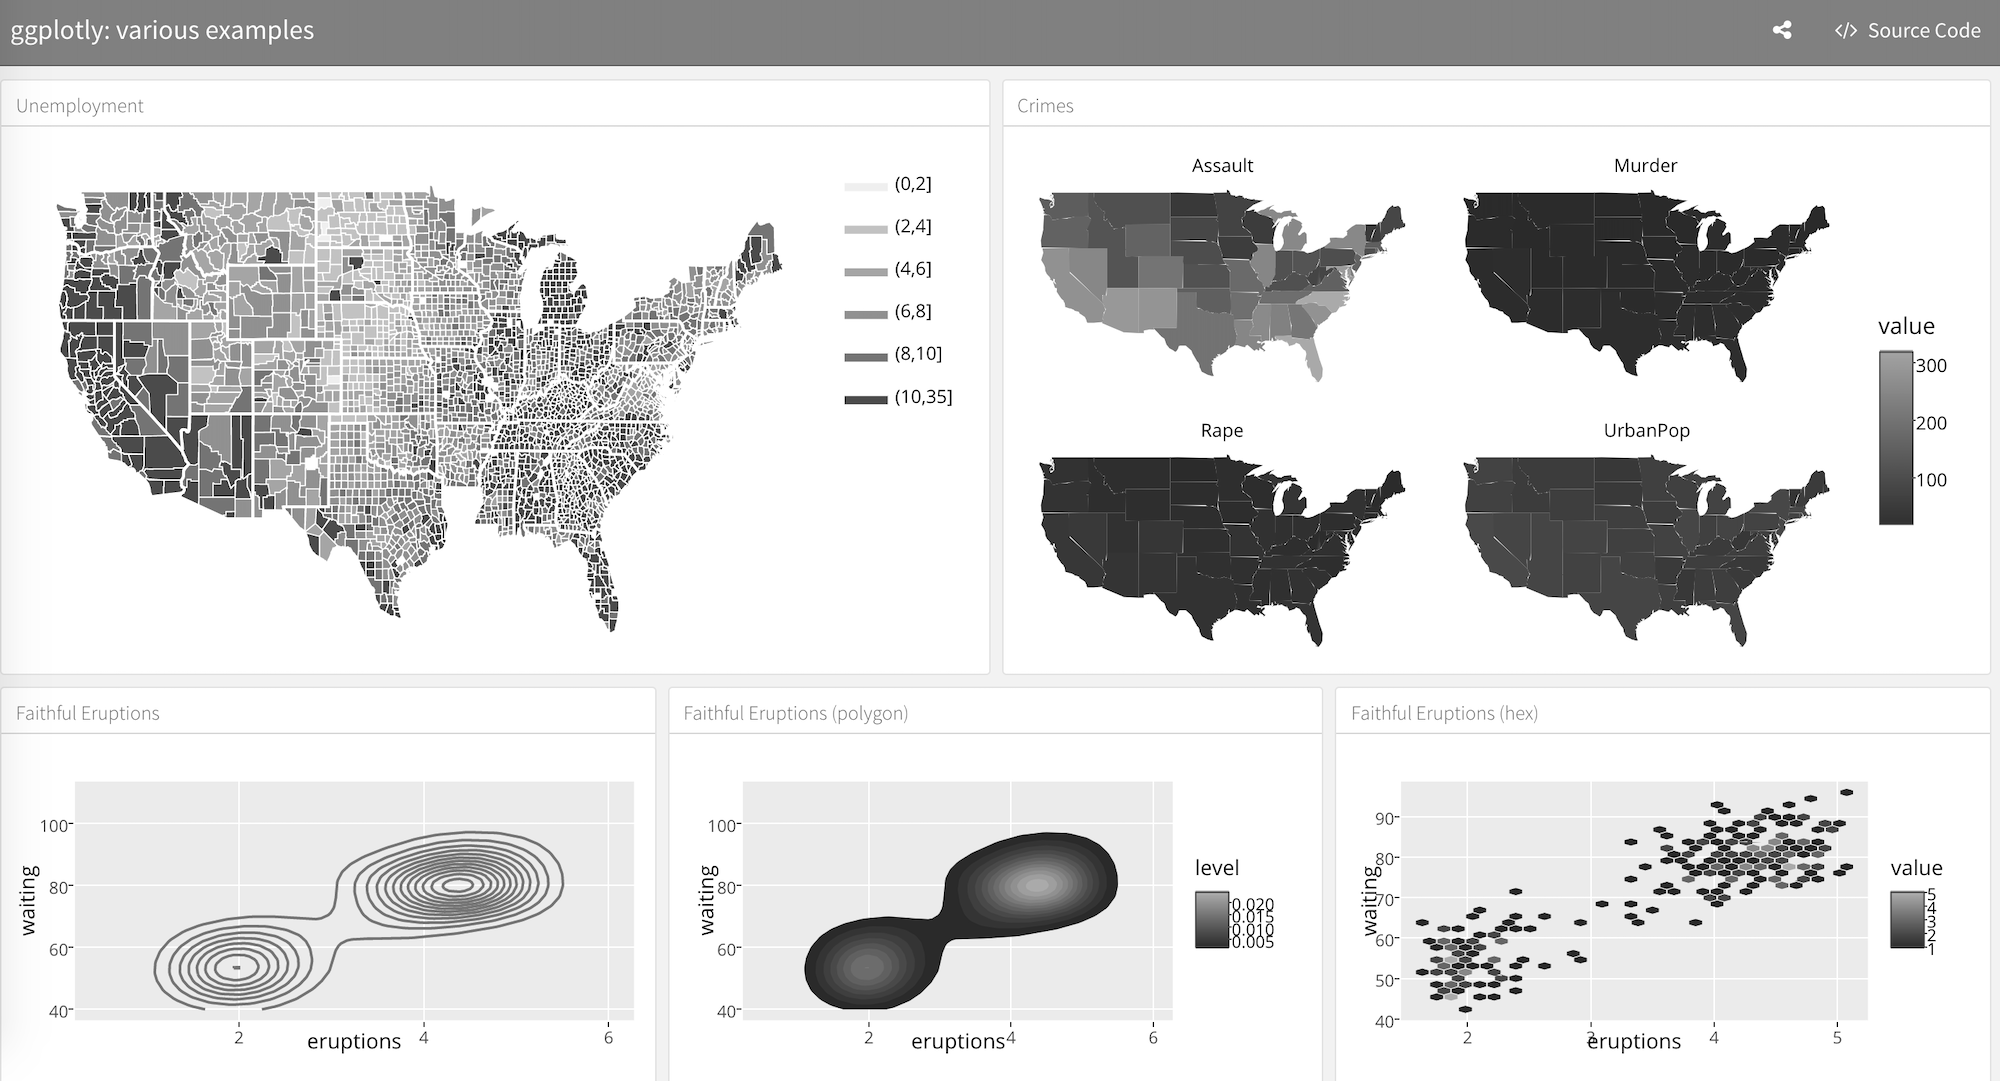 ggplotly: various examples
</> Source Code
Unemployment
(0,2]
(2,4]
(4,6]
(6,8]
(8,10]
(10,35]
Crimes
Assault
Murder
Rape
UrbanPop
value
300
200
100
Faithful Eruptions
waiting
100
80
60
40
2
4
6
eruptions
Faithful Eruptions (polygon)
waiting
100
80
60
40
2
4
6
eruptions
level
0.020
0.015
0.010
0.005
Faithful Eruptions (hex)
waiting
90
80
70
60
50
40
2
3
4
5
eruptions
value
5
4
3
2
1